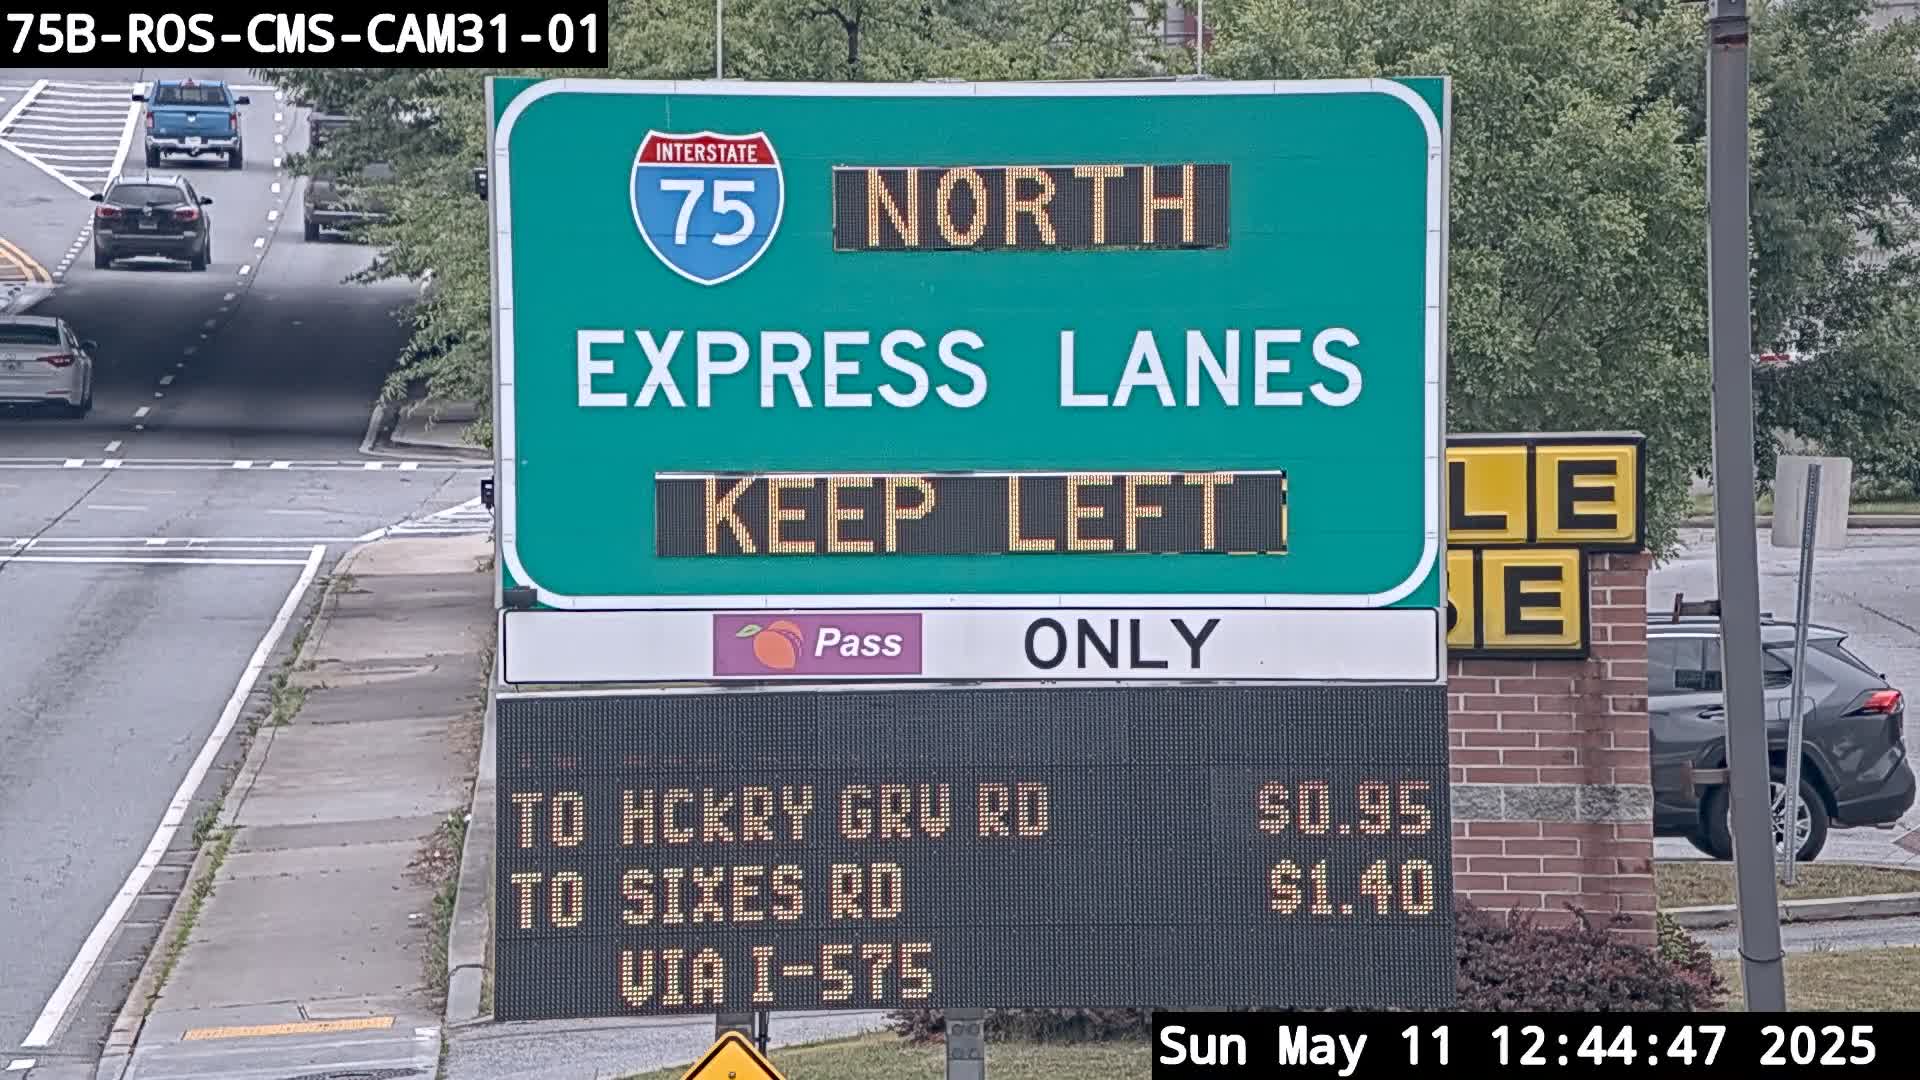 75B-ROS-CMS-CAM31-01
INTERSTATE
75
NORTH
EXPRESS LANES
KEEP LEFT
Pass ONLY
TO HCKRY GRV RD $0.95
TO SIXES RD $1.40
VIA I-575
LE
E
Sun May 11 12:44:47 2025